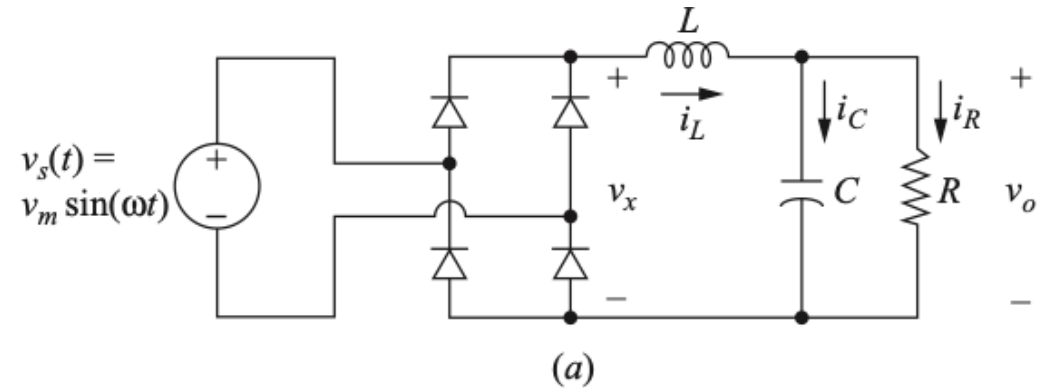 L
+
i_L
i_C
i_R
+
v_s(t) =
v_m sin(ωt)
+
−
v_x
C
R
v_o
−
−
(a)